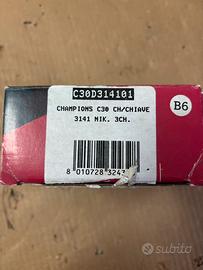 C30D314101
CHAMPIONS C30 CH/CHIAVE
3141 NIK. 3CH.
B6
8 010728 3243
subito